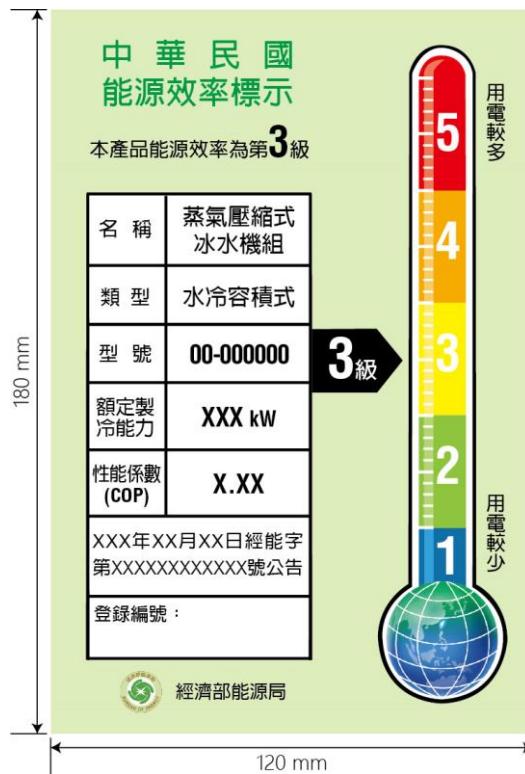 中華民國
能源效率標示
本產品能源效率為第3級
名稱
蒸氣壓縮式
冰水機組
類型
水冷容積式
型號
00-000000
額定製
冷能力
XXX kW
性能係數
(COP)
X.XX
XXX年XX月XX日經能字
第XXXXXXXXXXXX號公告
登錄編號：
經濟部能源局
3級
5
4
3
2
1
用電較多
用電較少
180 mm
120 mm